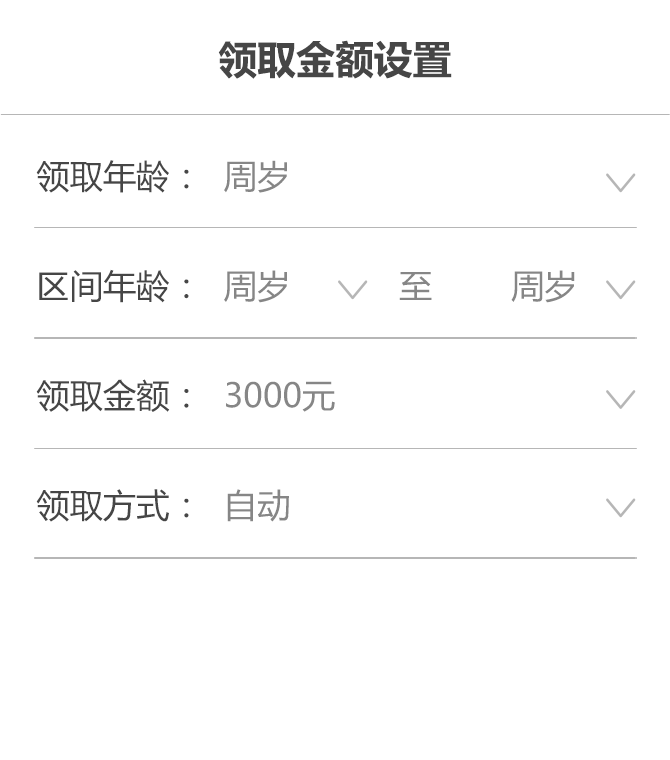 领取金额设置
领取年龄： 周岁
区间年龄： 周岁 至 周岁
领取金额： 3000元
领取方式： 自动